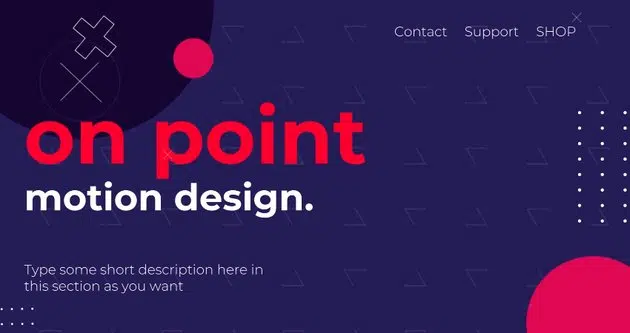 Contact Support SHOP
on point
motion design.
Type some short description here in
this section as you want